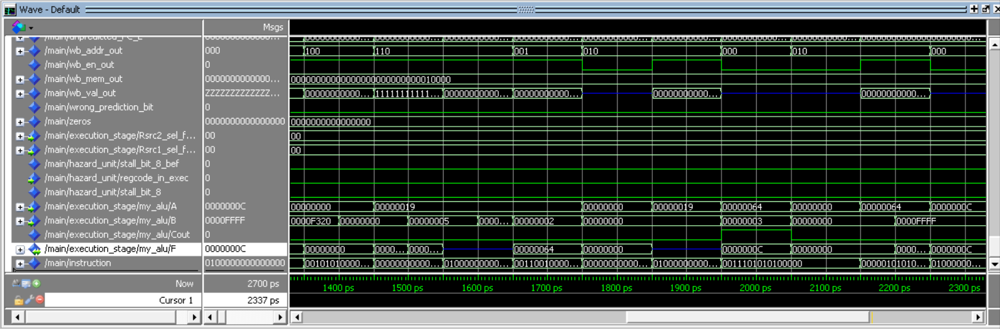 Wave - Default
Msgs
/main/wb_addr_out 000 100 110 001 010 000 010 000
/main/wb_en_out 0
/main/wb_mem_out 0000000000000... 00000000000000000000000000010000
/main/wb_val_out ZZZZZZZZZZZZZ... 00000000000... 11111111111... 00000000000... 00000000000... 00000000000... 00000000000...
/main/wrong_prediction_bit 0
/main/zeros 0000000000000000 0000000000000000
/main/execution_stage/Rsrc2_sel_f... 00 00
/main/execution_stage/Rsrc1_sel_f... 00 00
/main/hazard_unit/stall_bit_8_bef 0
/main/hazard_unit/regcode_in_exec 0
/main/hazard_unit/stall_bit_8 0
/main/execution_stage/my_alu/A 0000000C 00000000 00000019 00000000 00000019 00000064 00000000 00000064 0000000C
/main/execution_stage/my_alu/B 0000FFFF 0000F320 00000000 00000005 0000... 00000002 00000000 00000003 00000000 0000FFFF
/main/execution_stage/my_alu/Cout 0
/main/execution_stage/my_alu/F 0000000C 00000000 0000... 0000... 00000064 00000000 0000000C 00000000 0000... 0000000C
/main/instruction 0100000000000000 00101010000... 00000000000... 01000000000... 00110010000... 00000000000... 01000000000... 0011101010100000 00000101010... 01000000...
Now 2700 ps 1400 ps 1500 ps 1600 ps 1700 ps 1800 ps 1900 ps 2000 ps 2100 ps 2200 ps 2300 ps
Cursor 1 2337 ps